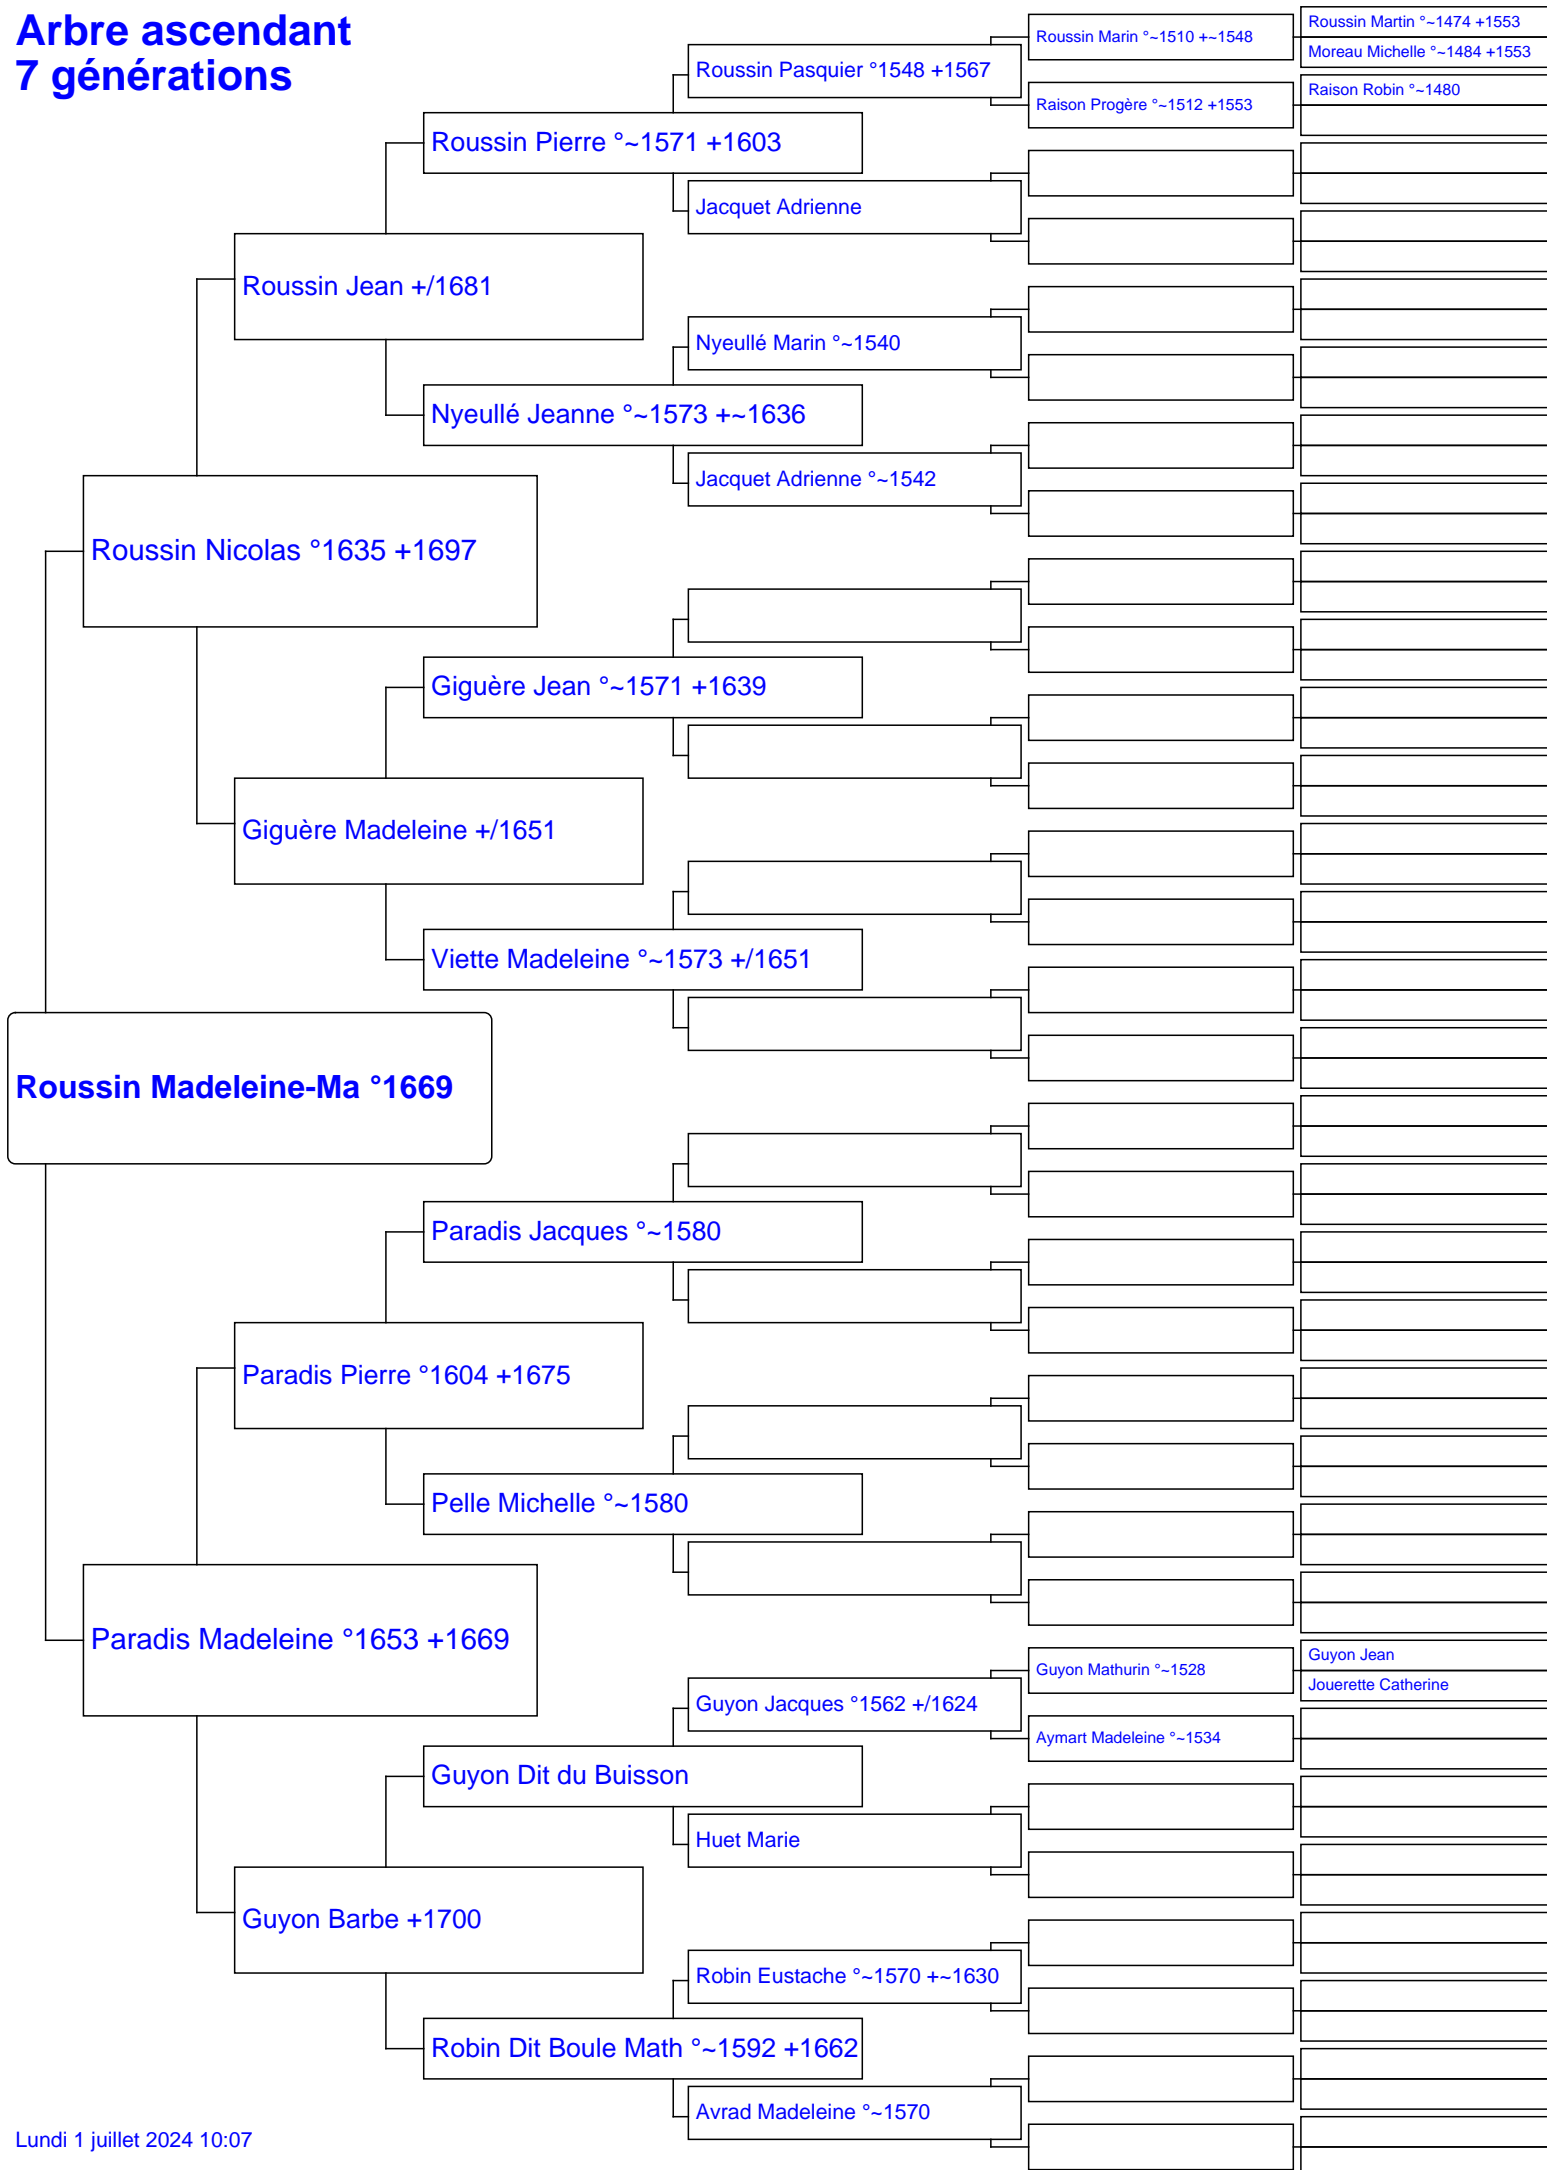 Arbre ascendant
7 générations
Roussin Martin °~1474 +1553
Roussin Marin °~1510 +~1548
Moreau Michelle °~1484 +1553
Roussin Pasquier °1548 +1567
Raison Robin °~1480
Raison Progère °~1512 +1553
Roussin Pierre °~1571 +1603
Jacquet Adrienne
Roussin Jean +/1681
Nyeullé Marin °~1540
Nyeullé Jeanne °~1573 +~1636
Jacquet Adrienne °~1542
Roussin Nicolas °1635 +1697
Giguère Jean °~1571 +1639
Giguère Madeleine +/1651
Viette Madeleine °~1573 +/1651
Roussin Madeleine-Ma °1669
Paradis Jacques °~1580
Paradis Pierre °1604 +1675
Pelle Michelle °~1580
Paradis Madeleine °1653 +1669
Guyon Jean
Guyon Mathurin °~1528
Jouerette Catherine
Guyon Jacques °1562 +/1624
Aymart Madeleine °~1534
Guyon Dit du Buisson
Huet Marie
Guyon Barbe +1700
Robin Eustache °~1570 +~1630
Robin Dit Boule Math °~1592 +1662
Avrad Madeleine °~1570
Lundi 1 juillet 2024 10:07